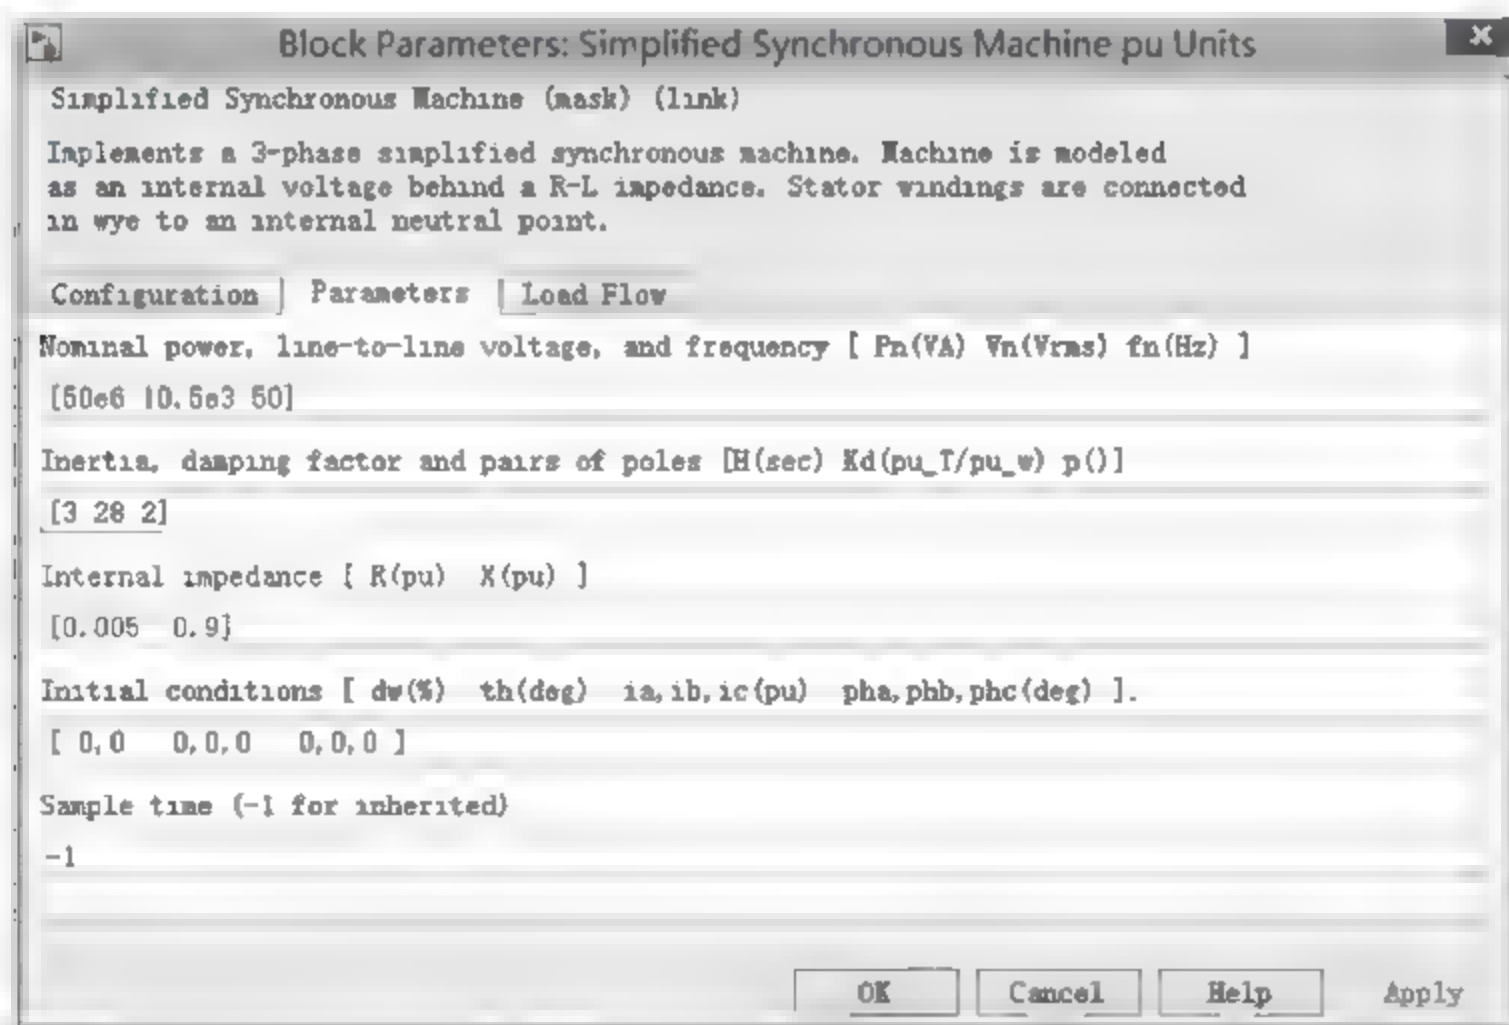 Block Parameters: Simplified Synchronous Machine pu Units
Simplified Synchronous Machine (mask) (link)
Implements a 3-phase simplified synchronous machine. Machine is modeled
as an internal voltage behind a R-L impedance. Stator windings are connected
in wye to an internal neutral point.
Configuration Parameters Load Flow
Nominal power, line-to-line voltage, and frequency [ Pn(VA) Vn(Vrms) fn(Hz) ]
[50e6 10.5e3 50]
Inertia, damping factor and pairs of poles [H(sec) Kd(pu_T/pu_w) p()]
[3 28 2]
Internal impedance [ R(pu) X(pu) ]
[0.005 0.9]
Initial conditions [ dw(%) th(deg) ia,ib,ic(pu) pha,phb,phc(deg) ].
[ 0,0 0,0,0 0,0,0 ]
Sample time (-1 for inherited)
-1
OK Cancel Help Apply